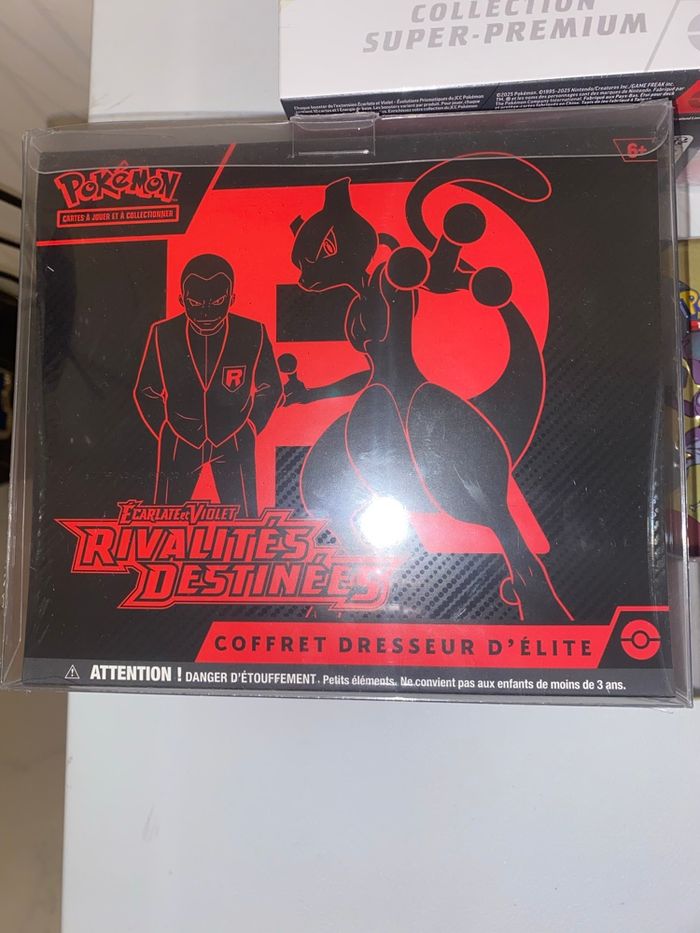 COLLECTION
SUPER-PREMIUM
6+
POKÉMON
CARTES À JOUER ET À COLLECTIONNER
R
ÉCARLATE ET VIOLET
RIVALITÉS
DESTINÉES
COFFRET DRESSEUR D'ÉLITE
ATTENTION ! DANGER D'ÉTOUFFEMENT. Petits éléments. Ne convient pas aux enfants de moins de 3 ans.